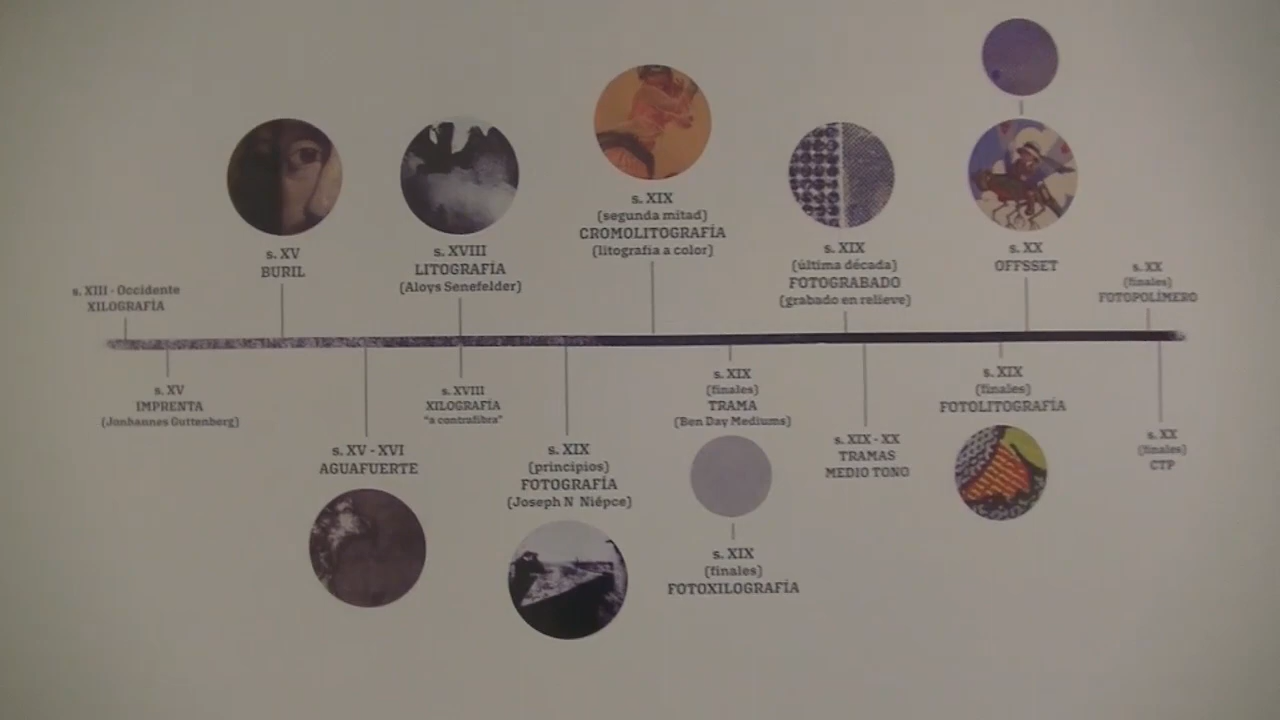 s. XIII - Occidente
XILOGRAFÍA
s. XV
BURIL
s. XVIII
LITOGRAFÍA
(Aloys Senefelder)
s. XIX
(segunda mitad)
CROMOLITOGRAFÍA
(litografía a color)
s. XIX
(última década)
FOTOGRABADO
(grabado en relieve)
s. XX
OFFSSET
s. XX
(finales)
FOTOPOLÍMERO
s. XV
IMPRENTA
(Jonhannes Guttenberg)
s. XV - XVI
AGUAFUERTE
s. XVIII
XILOGRAFÍA
"a contrafibra"
s. XIX
(principios)
FOTOGRAFÍA
(Joseph N Niépce)
s. XIX
(finales)
TRAMA
(Ben Day Mediums)
s. XIX
(finales)
FOTOXILOGRAFÍA
s. XIX - XX
TRAMAS
MEDIO TONO
s. XIX
(finales)
FOTOLITOGRAFÍA
s. XX
(finales)
CTP